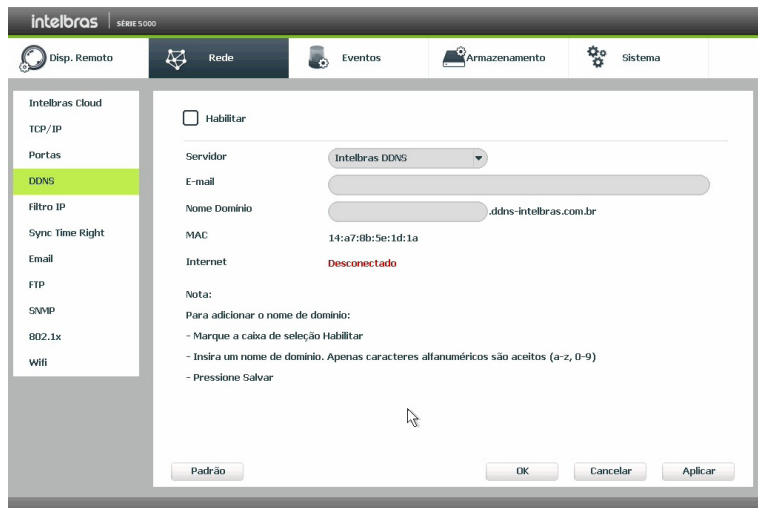 intelbras | SÉRIE 5000
Disp. Remoto
Rede
Eventos
Armazenamento
Sistema
Intelbras Cloud
TCP/IP
Portas
DDNS
Filtro IP
Sync Time Right
Email
FTP
SNMP
802.1x
Wifi
Habilitar
Servidor
Intelbras DDNS
E-mail
Nome Domínio
.ddns-intelbras.com.br
MAC
14:a7:8b:5e:1d:1a
Internet
Desconectado
Nota:
Para adicionar o nome de domínio:
- Marque a caixa de seleção Habilitar
- Insira um nome de domínio. Apenas caracteres alfanuméricos são aceitos (a-z, 0-9)
- Pressione Salvar
Padrão
OK
Cancelar
Aplicar